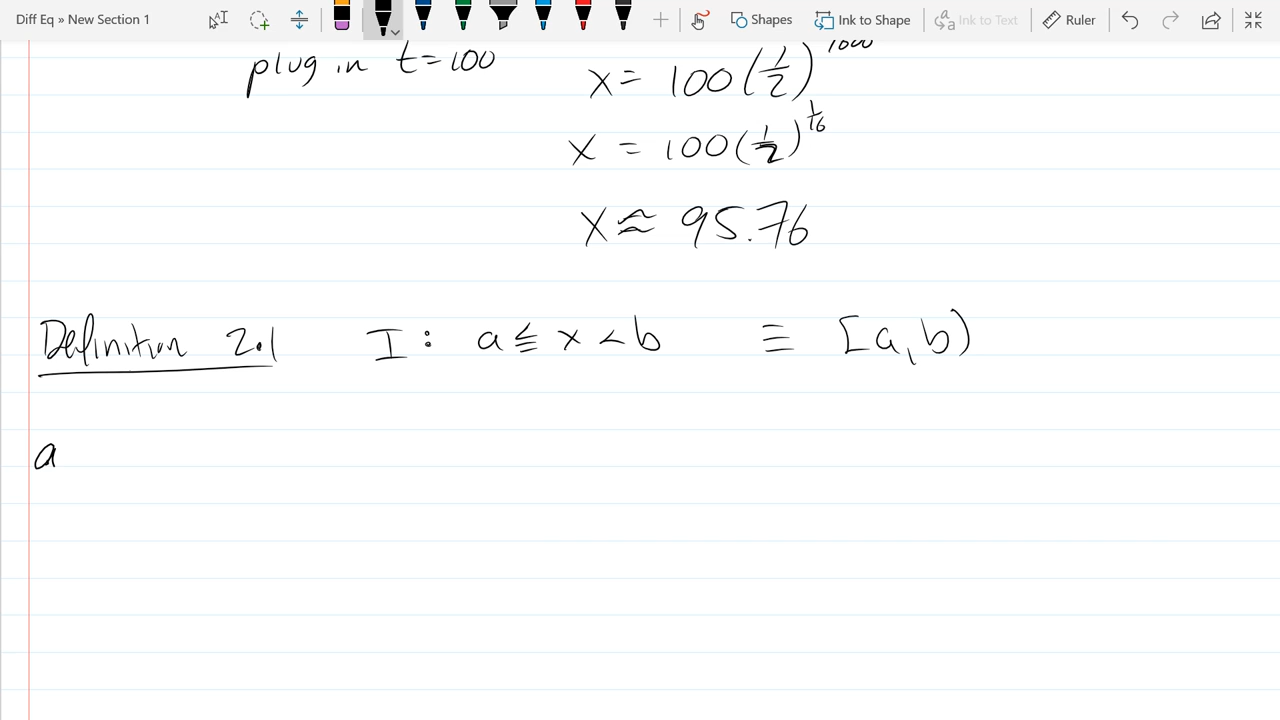 Diff Eq » New Section 1
Shapes
Ink to Shape
Ink to Text
Ruler
plug in t=100
x = 100(1/2)
x = 100(1/2)^(1/16)
x ≈ 95.76
Definition 2.1 I : a ≦ x < b ≡ [a,b)
a